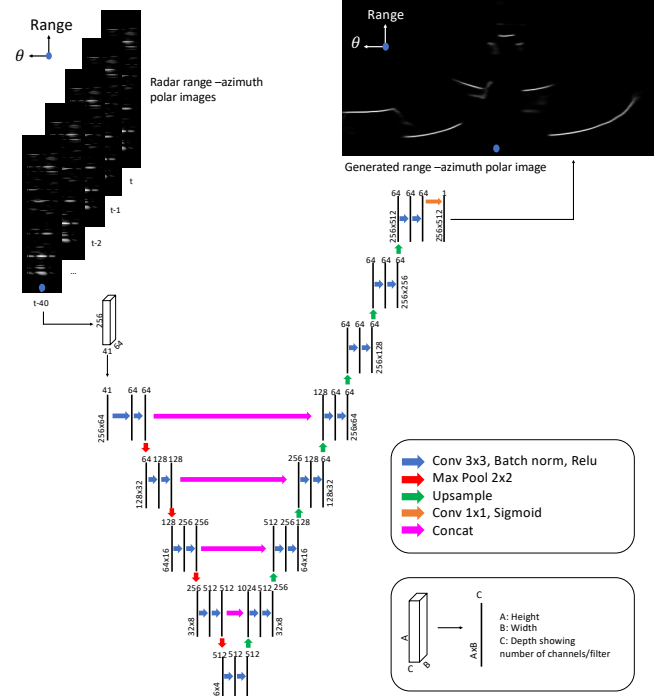 Range
θ
Radar range –azimuth
polar images
t
t-1
t-2
...
t-40
Range
θ
Generated range –azimuth polar image
256
41
64
64 64 64 1
256x512
256x512
64 64 64
256x256
64 64 64
256x128
41 64 64
256x64
128 64 64
256x64
64 128 128
128x32
256 128 64
128x32
128 256 256
64x16
512 256 128
64x16
256 512 512
32x8
1024 512 256
32x8
512 512 512
Conv 3x3, Batch norm, Relu
Max Pool 2x2
Upsample
Conv 1x1, Sigmoid
Concat
A
C
B
C
AxB
A: Height
B: Width
C: Depth showing
number of channels/filter